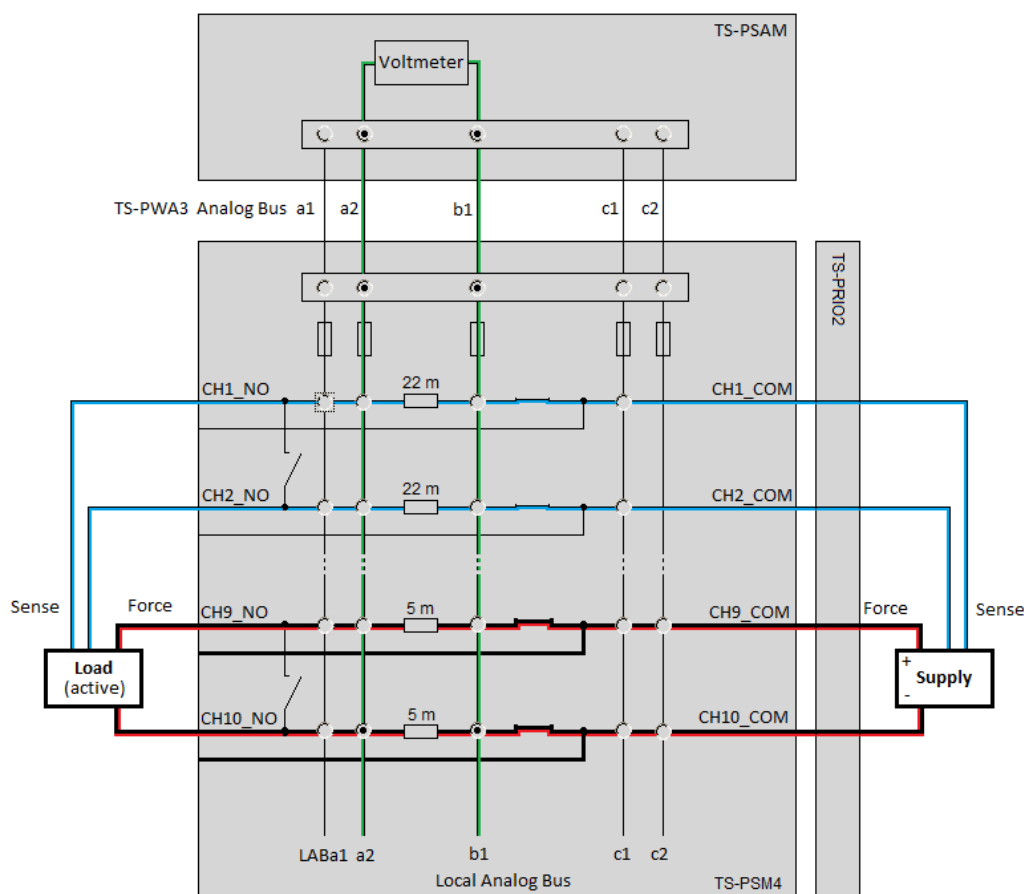 TS-PSAM
Voltmeter
TS-PWA3 Analog Bus a1 a2 b1 c1 c2
TS-PRIO2
CH1_NO 22 m CH1_COM
CH2_NO 22 m CH2_COM
Sense Force CH9_NO 5 m CH9_COM Force Sense
Load
(active)
+
Supply
-
CH10_NO 5 m CH10_COM
LABa1 a2 b1 c1 c2
Local Analog Bus
TS-PSM4